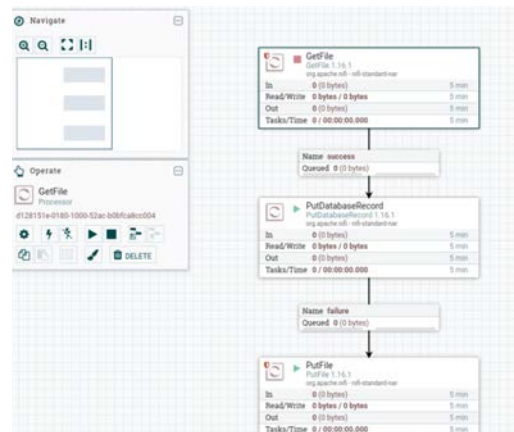 Navigate
Operate
GetFile
Processor
d128151e-0180-1000-52ac-b0bfca8cc004
DELETE
GetFile
GetFile 1.16.1
org.apache.nifi - nifi-standard-nar
In 0 (0 bytes) 5 min
Read/Write 0 bytes / 0 bytes 5 min
Out 0 (0 bytes) 5 min
Tasks/Time 0 / 00:00:00.000 5 min
Name success
Queued 0 (0 bytes)
PutDatabaseRecord
PutDatabaseRecord 1.16.1
org.apache.nifi - nifi-standard-nar
In 0 (0 bytes) 5 min
Read/Write 0 bytes / 0 bytes 5 min
Out 0 (0 bytes) 5 min
Tasks/Time 0 / 00:00:00.000 5 min
Name failure
Queued 0 (0 bytes)
PutFile
PutFile 1.16.1
org.apache.nifi - nifi-standard-nar
In 0 (0 bytes) 5 min
Read/Write 0 bytes / 0 bytes 5 min
Out 0 (0 bytes) 5 min
Tasks/Time 0 / 00:00:00.000 5 min